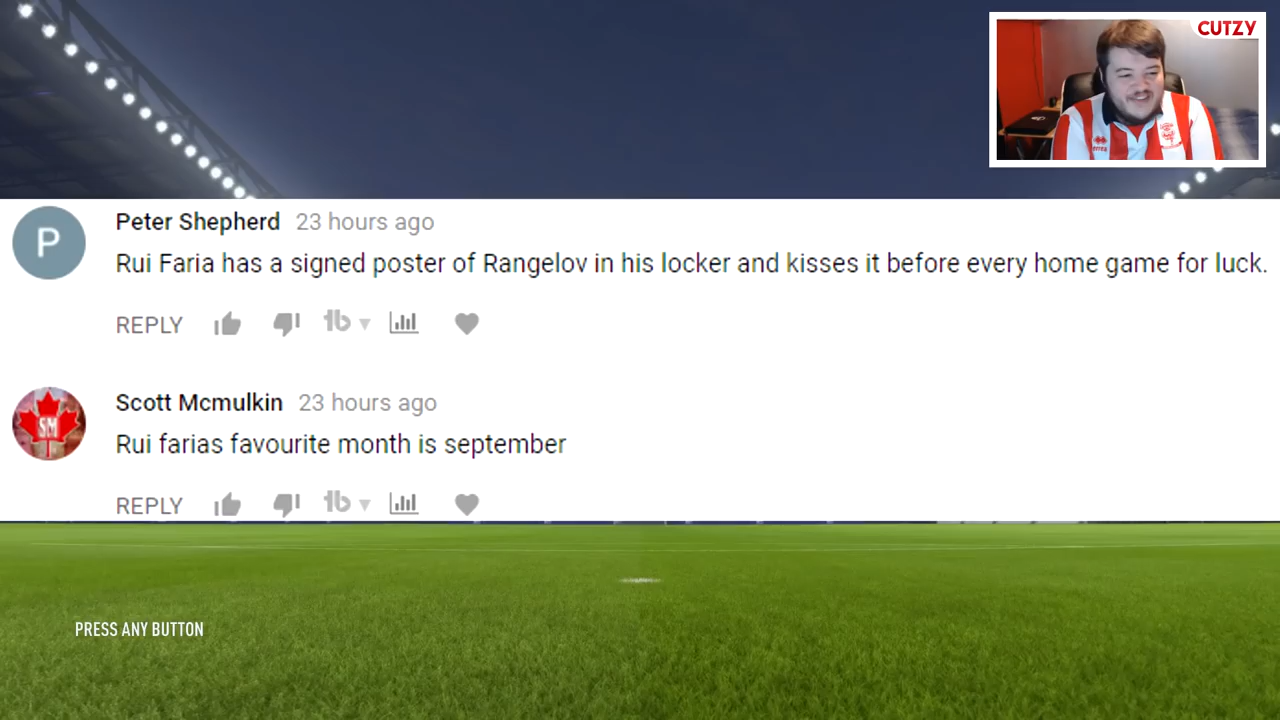 CUTZY
Peter Shepherd 23 hours ago
Rui Faria has a signed poster of Rangelov in his locker and kisses it before every home game for luck.
REPLY
Scott Mcmulkin 23 hours ago
Rui farias favourite month is september
REPLY
PRESS ANY BUTTON
P
SM